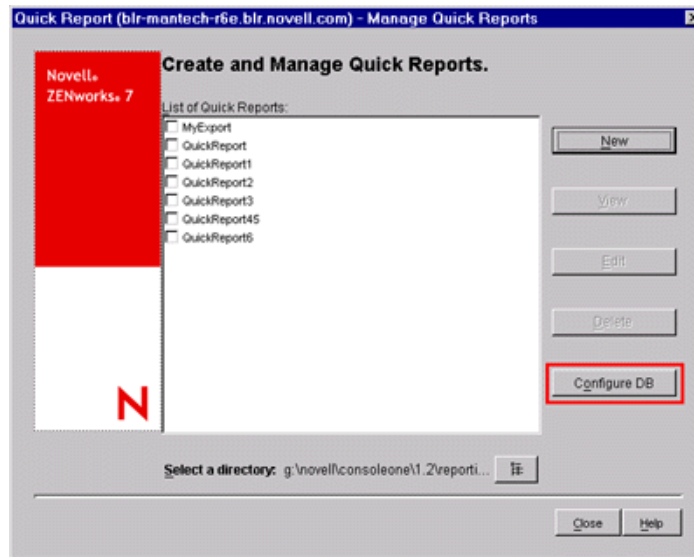 Quick Report (blr-mantech-r6e.blr.novell.com) - Manage Quick Reports
Novell®
ZENworks® 7
Create and Manage Quick Reports.
List of Quick Reports:
MyExport
QuickReport
QuickReport1
QuickReport2
QuickReport3
QuickReport45
QuickReport6
New
View
Edit
Delete
Configure DB
N
Select a directory: g:\novell\consoleone\1.2\reporti...
Close
Help